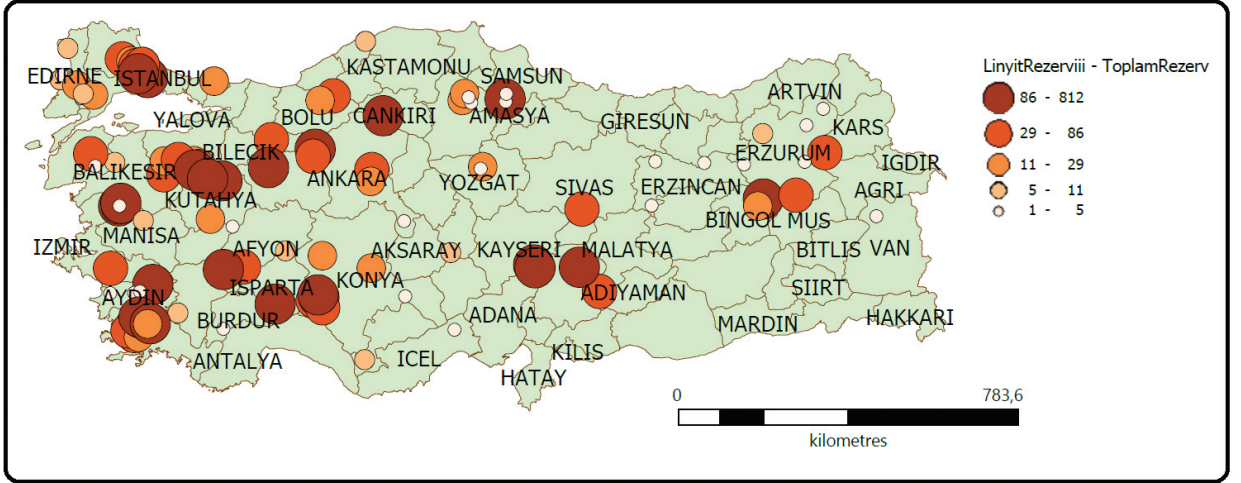 KASTAMONU
SAMSUN
EDIRNE
ISTANBUL
ARTVIN
YALOVA
BOLU
CANKIRI
AMASYA
GIRESUN
KARS
BILECIK
ERZURUM
BALIKESIR
IGDIR
ANKARA
YOZGAT
KUTAHYA
SIVAS
ERZINCAN
AGRI
MANISA
BINGOL
MUS
IZMIR
AFYON
AKSARAY
KAYSERI
MALATYA
BITLIS
VAN
KONYA
ISPARTA
SIIRT
AYDIN
ADIYAMAN
BURDUR
ADANA
MARDIN
HAKKARI
ANTALYA
ICEL
KILIS
HATAY
LinyitRezerviii - ToplamRezerv
86 - 812
29 - 86
11 - 29
5 - 11
1 - 5
0 783,6
kilometres